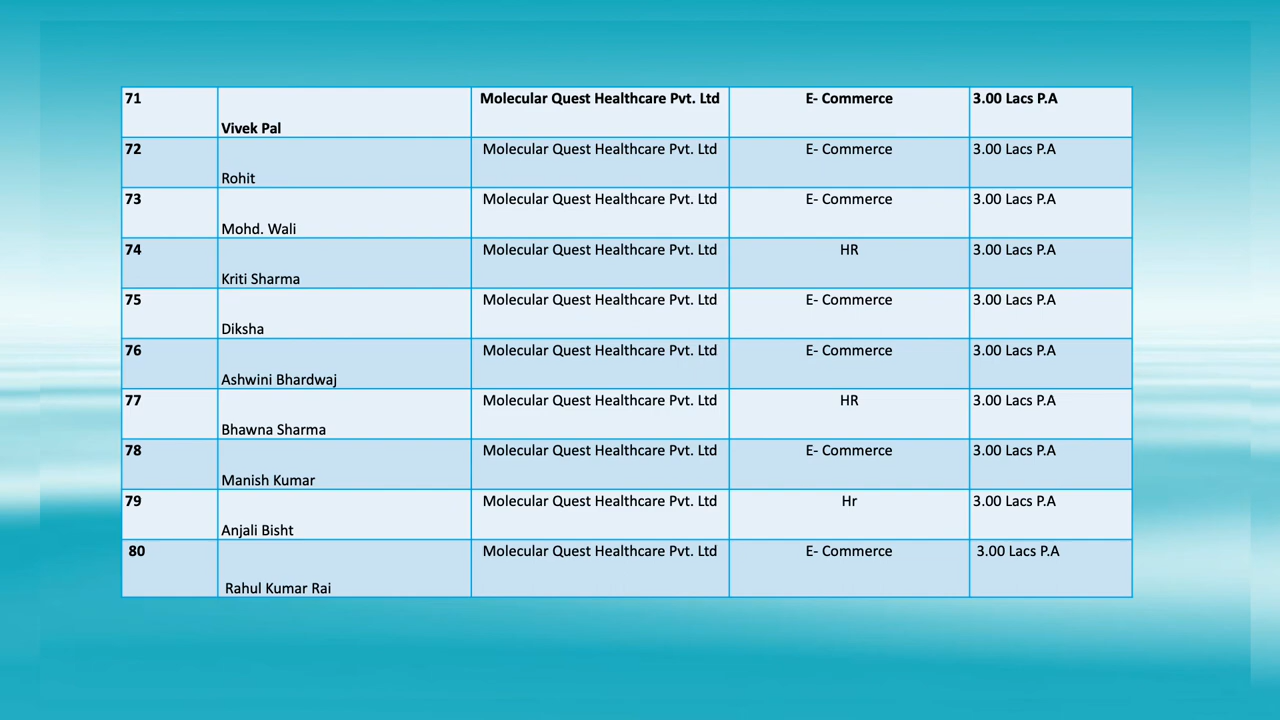 71 Vivek Pal Molecular Quest Healthcare Pvt. Ltd E- Commerce 3.00 Lacs P.A
72 Rohit Molecular Quest Healthcare Pvt. Ltd E- Commerce 3.00 Lacs P.A
73 Mohd. Wali Molecular Quest Healthcare Pvt. Ltd E- Commerce 3.00 Lacs P.A
74 Kriti Sharma Molecular Quest Healthcare Pvt. Ltd HR 3.00 Lacs P.A
75 Diksha Molecular Quest Healthcare Pvt. Ltd E- Commerce 3.00 Lacs P.A
76 Ashwini Bhardwaj Molecular Quest Healthcare Pvt. Ltd E- Commerce 3.00 Lacs P.A
77 Bhawna Sharma Molecular Quest Healthcare Pvt. Ltd HR 3.00 Lacs P.A
78 Manish Kumar Molecular Quest Healthcare Pvt. Ltd E- Commerce 3.00 Lacs P.A
79 Anjali Bisht Molecular Quest Healthcare Pvt. Ltd Hr 3.00 Lacs P.A
80 Rahul Kumar Rai Molecular Quest Healthcare Pvt. Ltd E- Commerce 3.00 Lacs P.A